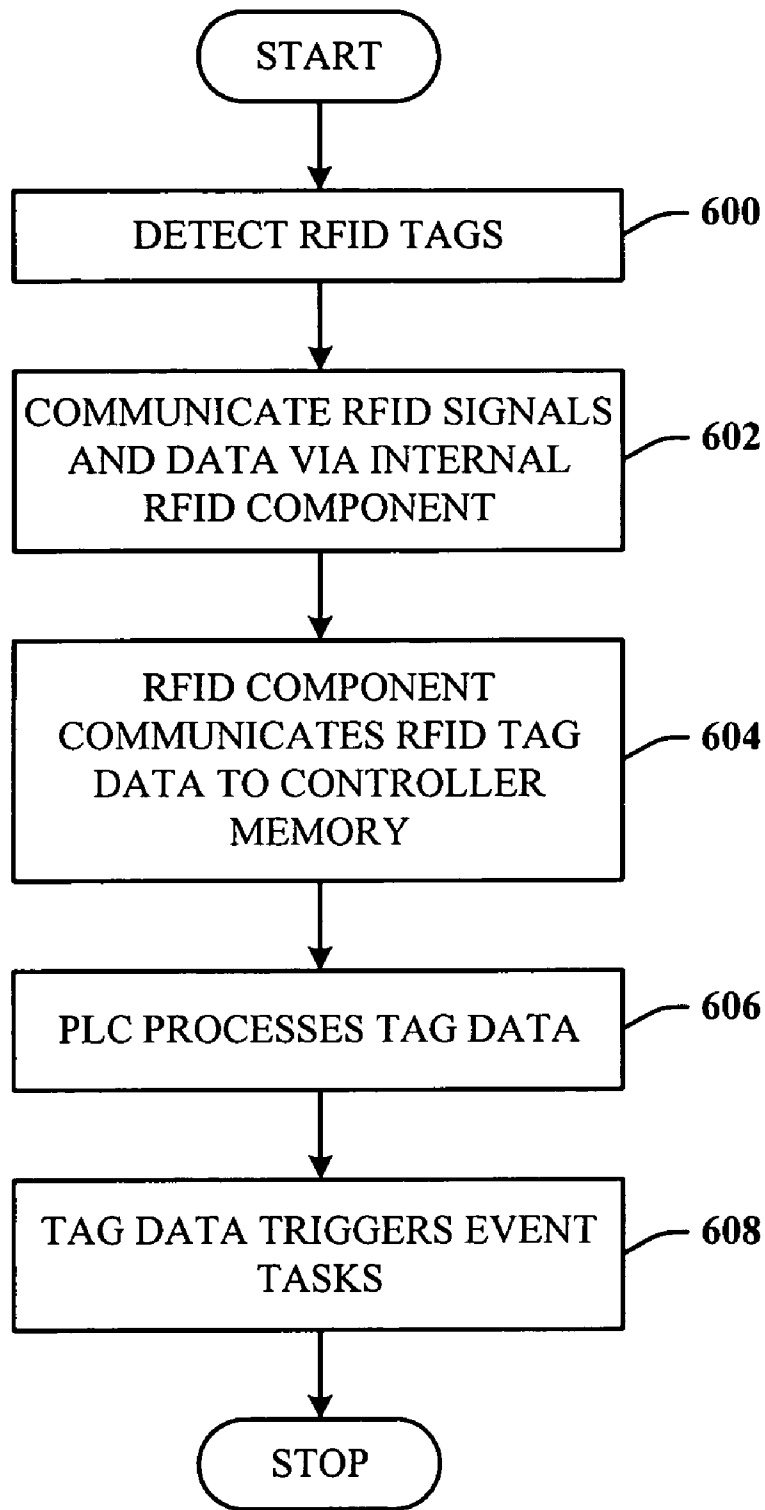 START
DETECT RFID TAGS
600
COMMUNICATE RFID SIGNALS
AND DATA VIA INTERNAL
RFID COMPONENT
602
RFID COMPONENT
COMMUNICATES RFID TAG
DATA TO CONTROLLER
MEMORY
604
PLC PROCESSES TAG DATA
606
TAG DATA TRIGGERS EVENT
TASKS
608
STOP